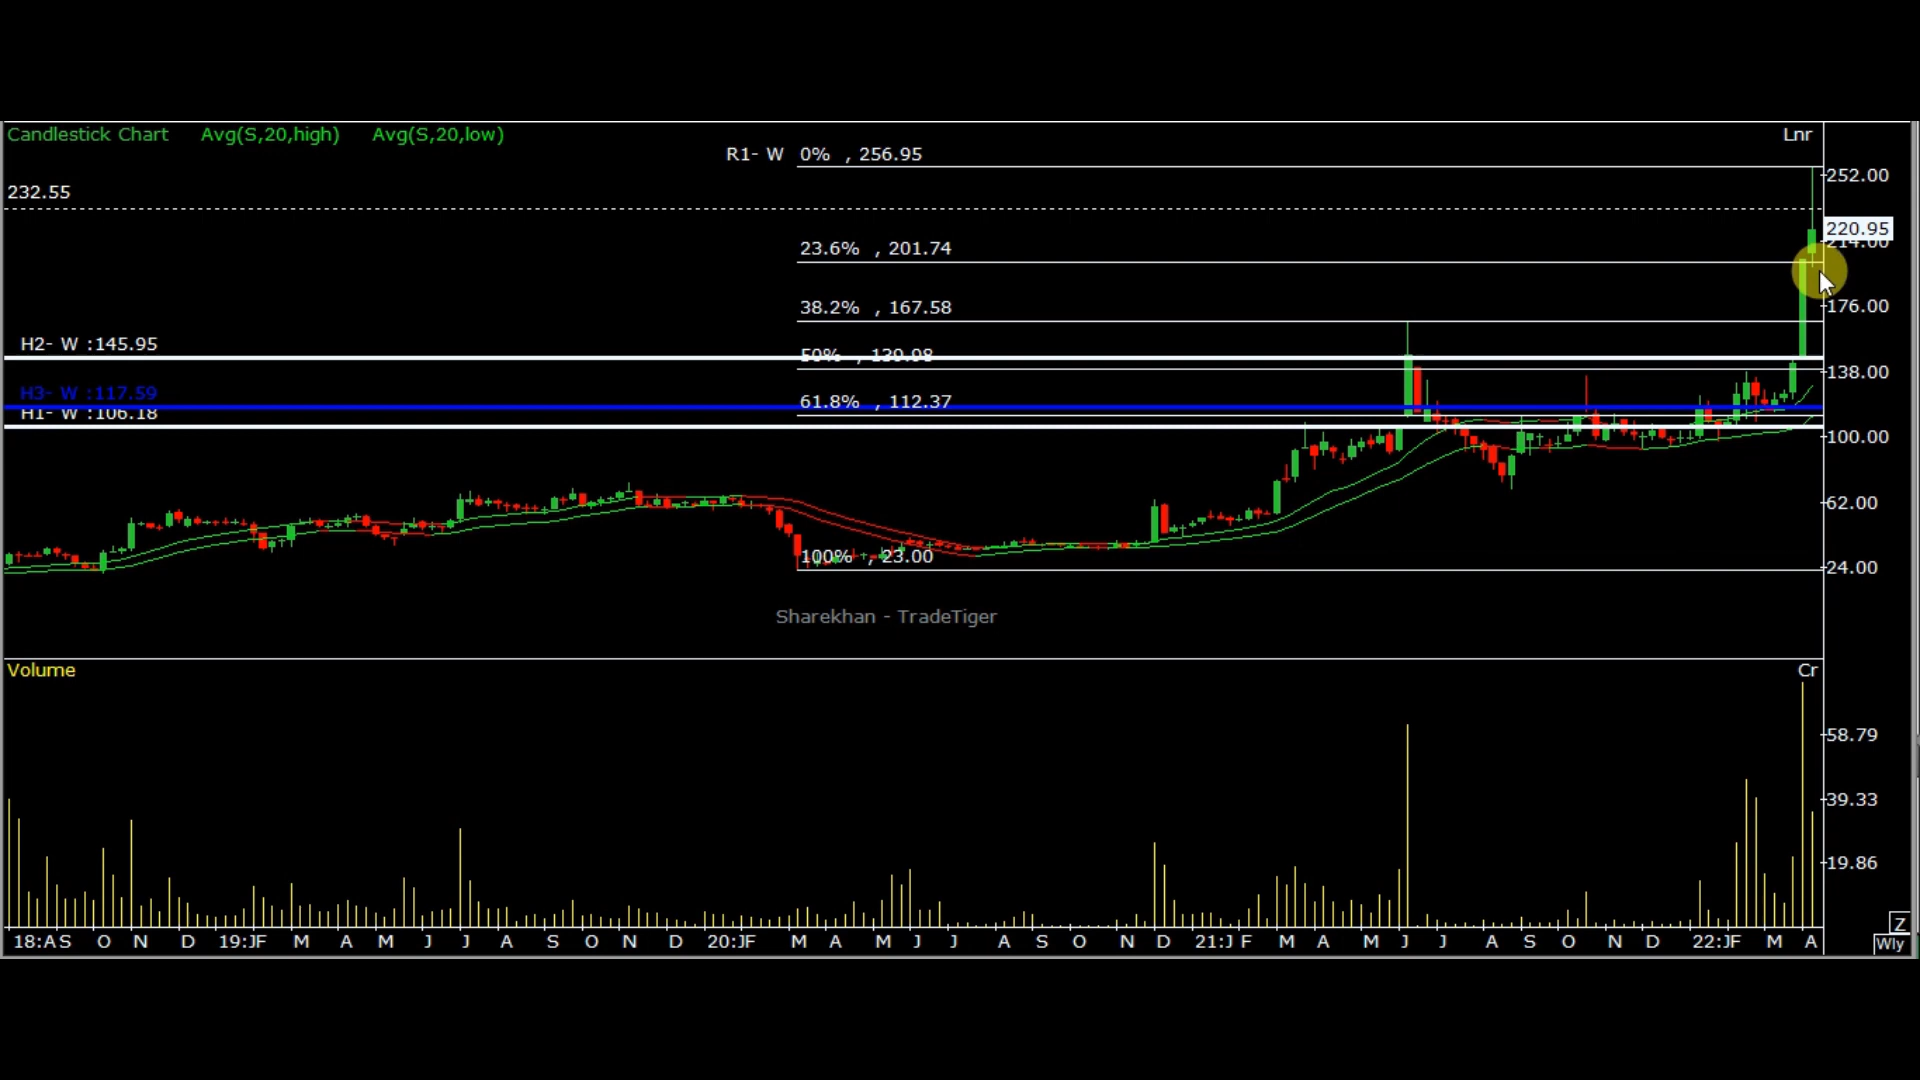 Candlestick Chart Avg(S,20,high) Avg(S,20,low) Lnr
R1- W 0% , 256.95
252.00
232.55
220.95
214.00
23.6% , 201.74
38.2% , 167.58
176.00
H2- W :145.95
50% , 139.98
138.00
H3- W :117.59
61.8% , 112.37
H1- W :106.18
100.00
62.00
100% , 23.00
24.00
Sharekhan - TradeTiger
Volume Cr
58.79
39.33
19.86
Z
18:A S O N D 19:JF M A M J J A S O N D 20:JF M A M J J A S O N D 21:J F M A M J J A S O N D 22:JF M A
Wly